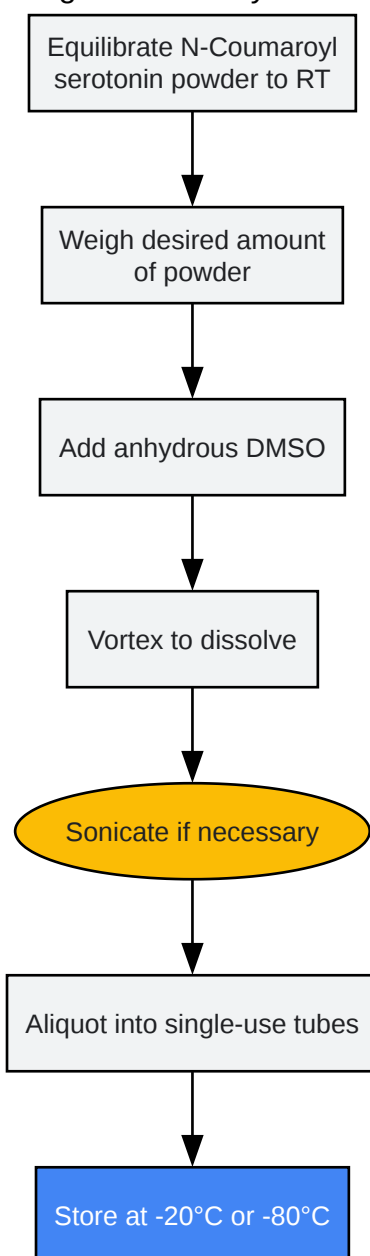 Equilibrate N-Coumaroyl
serotonin powder to RT
Weigh desired amount
of powder
Add anhydrous DMSO
Vortex to dissolve
Sonicate if necessary
Aliquot into single-use tubes
Store at -20°C or -80°C